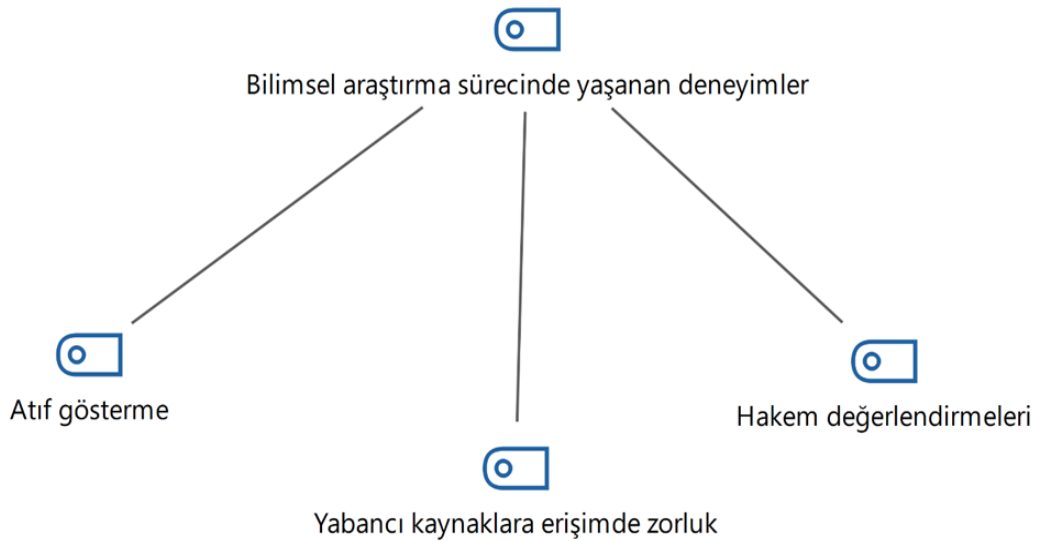 Bilimsel araştırma sürecinde yaşanan deneyimler
Atıf gösterme
Hakem değerlendirmeleri
Yabancı kaynaklara erişimde zorluk